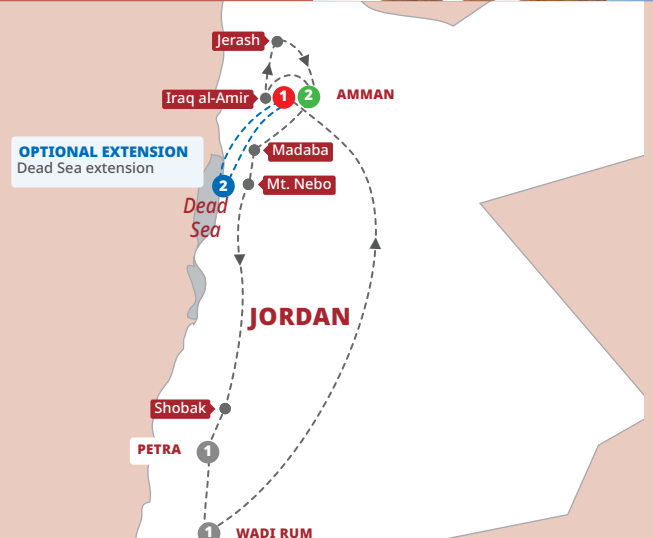 Jerash
Iraq al-Amir
1
2
AMMAN
OPTIONAL EXTENSION
Dead Sea extension
Madaba
2
Mt. Nebo
Dead
Sea
JORDAN
Shobak
PETRA
1
1
WADI RUM